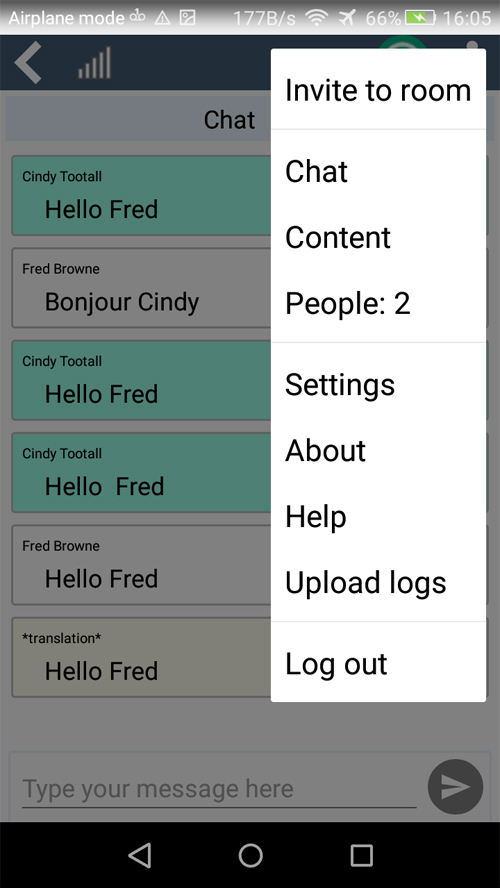 Airplane mode 177B/s 66% 16:05
Chat
Cindy Tootall
Hello Fred
Fred Browne
Bonjour Cindy
Cindy Tootall
Hello Fred
Cindy Tootall
Hello  Fred
Fred Browne
Hello Fred
*translation*
Hello Fred
Type your message here
Invite to room
Chat
Content
People: 2
Settings
About
Help
Upload logs
Log out